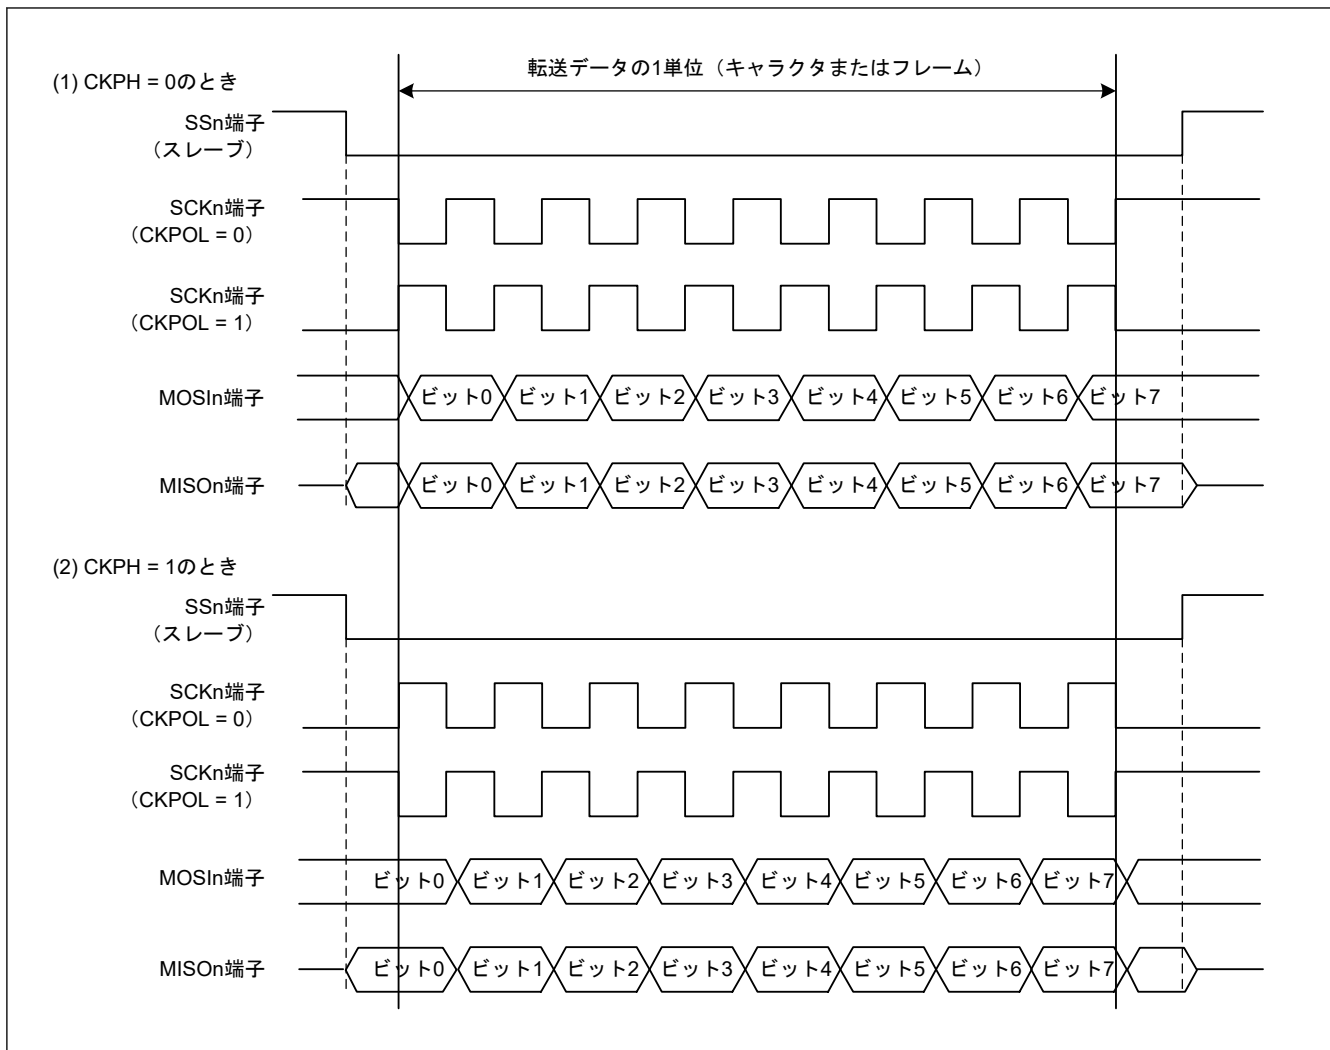 転送データの1単位（キャラクタまたはフレーム）
(1) CKPH = 0のとき
SSn端子
（スレーブ）
SCKn端子
（CKPOL = 0）
SCKn端子
（CKPOL = 1）
MOSIn端子
ビット0 ビット1 ビット2 ビット3 ビット4 ビット5 ビット6 ビット7
MISOn端子
ビット0 ビット1 ビット2 ビット3 ビット4 ビット5 ビット6 ビット7
(2) CKPH = 1のとき
SSn端子
（スレーブ）
SCKn端子
（CKPOL = 0）
SCKn端子
（CKPOL = 1）
MOSIn端子
ビット0 ビット1 ビット2 ビット3 ビット4 ビット5 ビット6 ビット7
MISOn端子
ビット0 ビット1 ビット2 ビット3 ビット4 ビット5 ビット6 ビット7